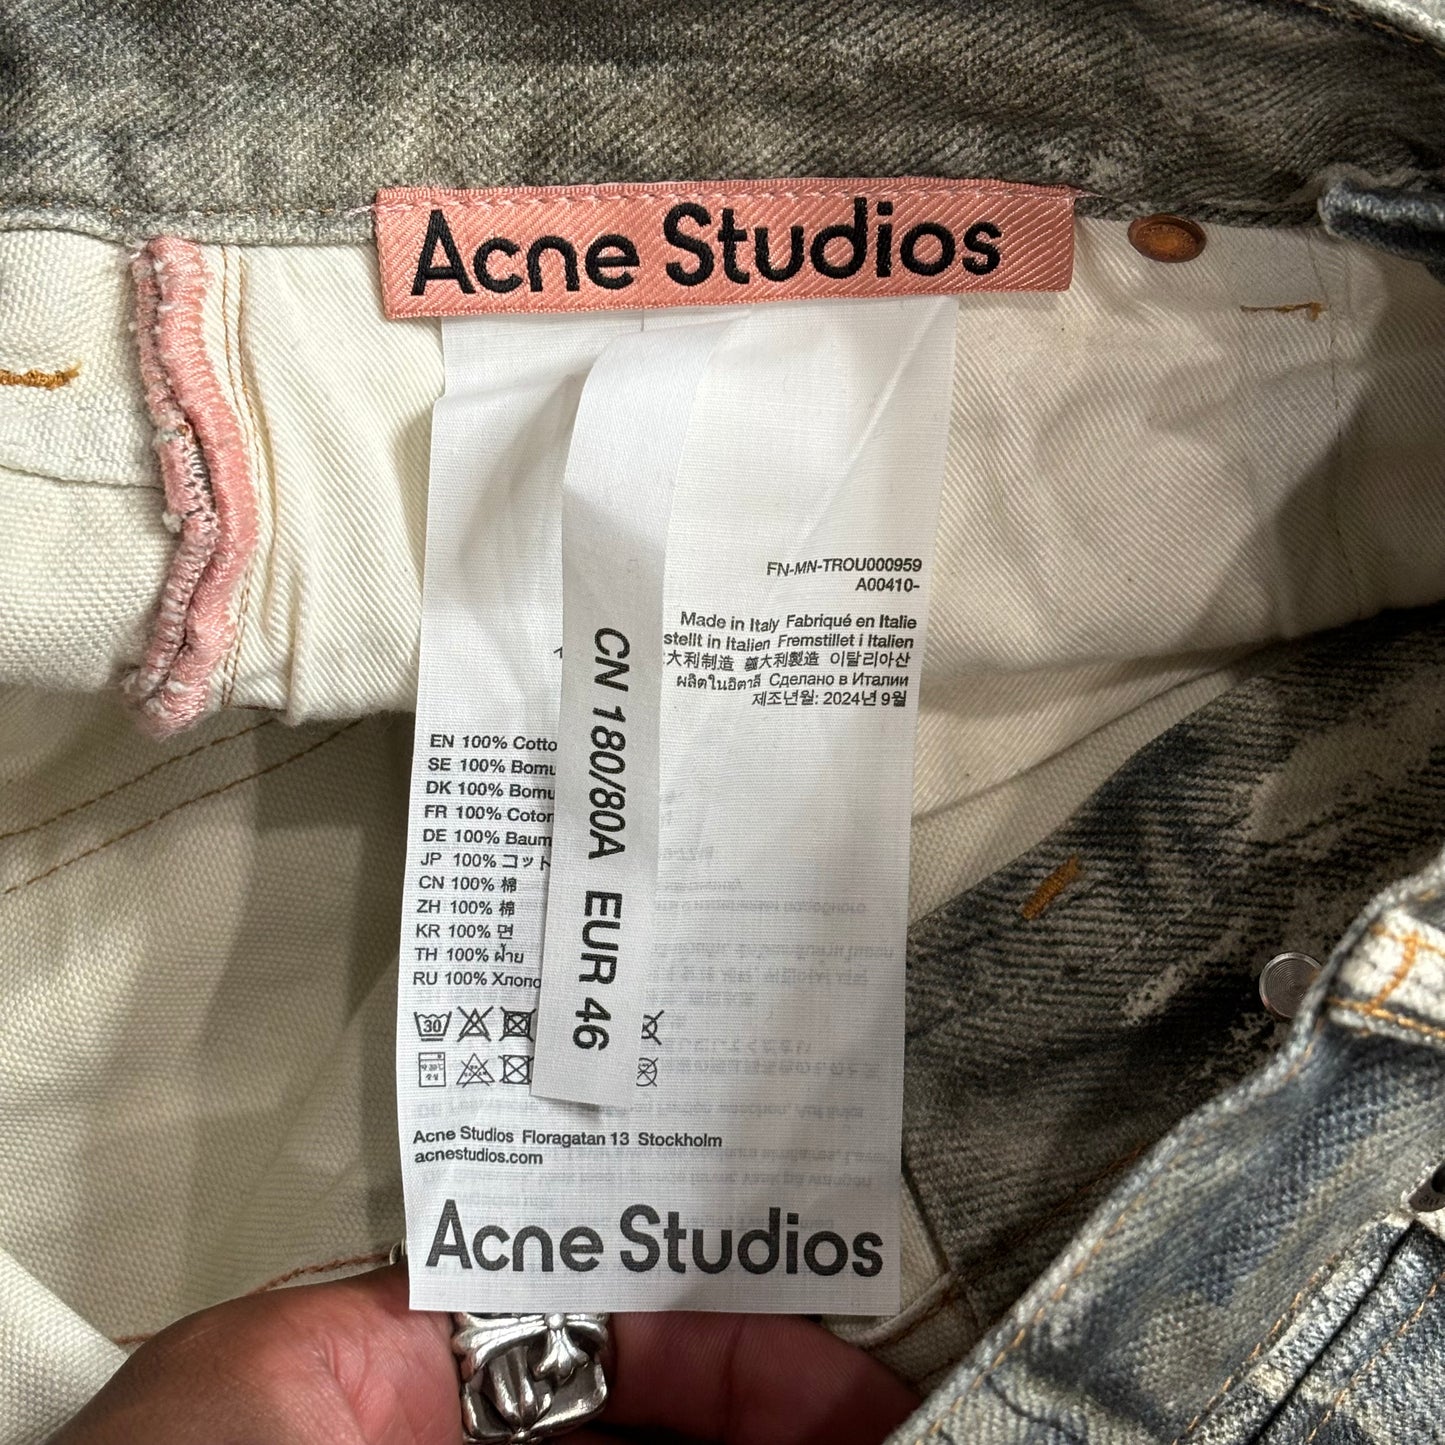 Acne Studios
FN-MN-TROU000959
A00410-
Made in Italy Fabriqué en Italie
stellt in Italien Fremstillet i Italien
大利制造 義大利製造 이탈리아산
ผลิตในอิตาลี Сделано в Италии
제조년월: 2024년 9월
CN 180/80A EUR 46
EN 100% Cotto
SE 100% Bomu
DK 100% Bomu
FR 100% Coton
DE 100% Baum
JP 100% コット
CN 100% 棉
ZH 100% 棉
KR 100% 면
TH 100% ฝ้าย
RU 100% Хлопо
30
Acne Studios Floragatan 13 Stockholm
acnestudios.com
Acne Studios